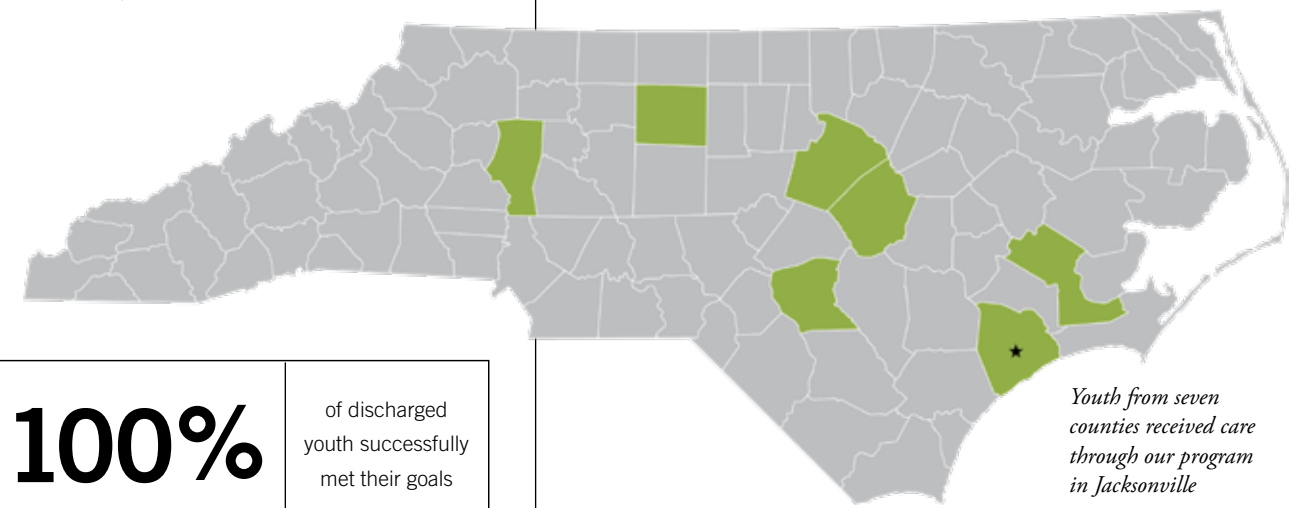 100%
of discharged
youth successfully
met their goals
Youth from seven
counties received care
through our program
in Jacksonville